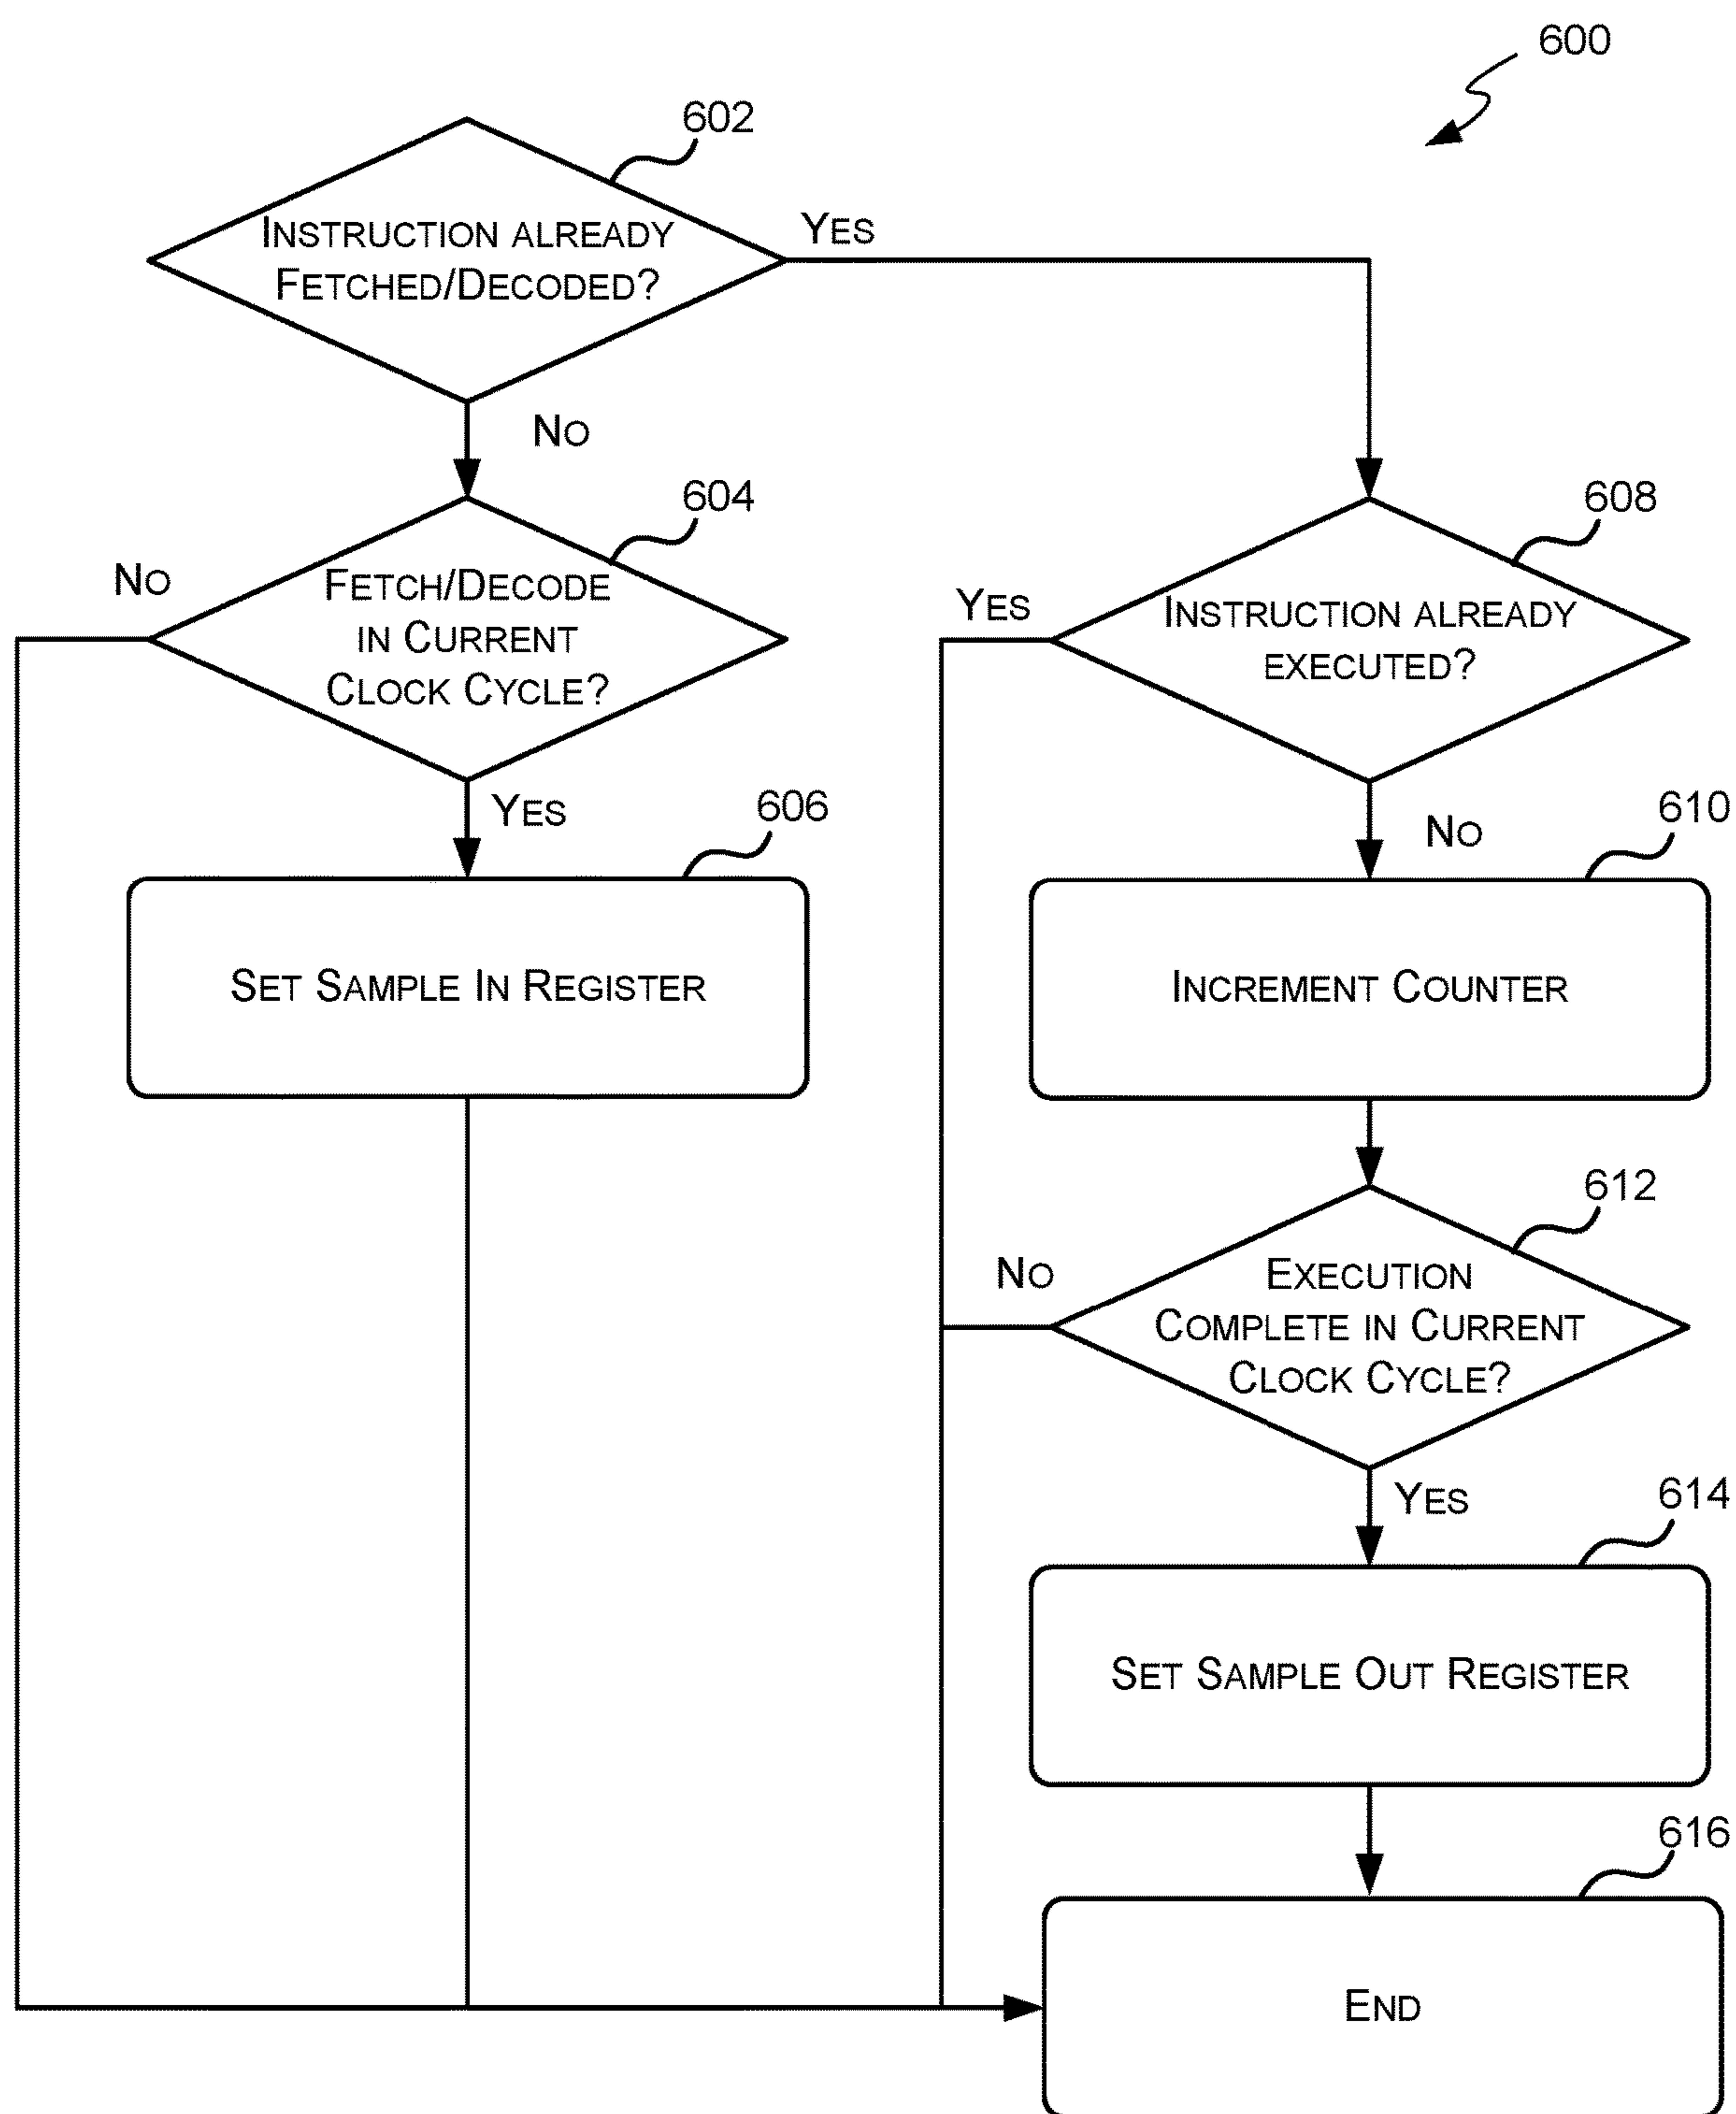 600
602
INSTRUCTION ALREADY
FETCHED/DECODED?
YES
NO
604
608
NO
FETCH/DECODE
IN CURRENT
CLOCK CYCLE?
YES
INSTRUCTION ALREADY
EXECUTED?
YES
606
NO
610
SET SAMPLE IN REGISTER
INCREMENT COUNTER
612
NO
EXECUTION
COMPLETE IN CURRENT
CLOCK CYCLE?
YES
614
SET SAMPLE OUT REGISTER
616
END